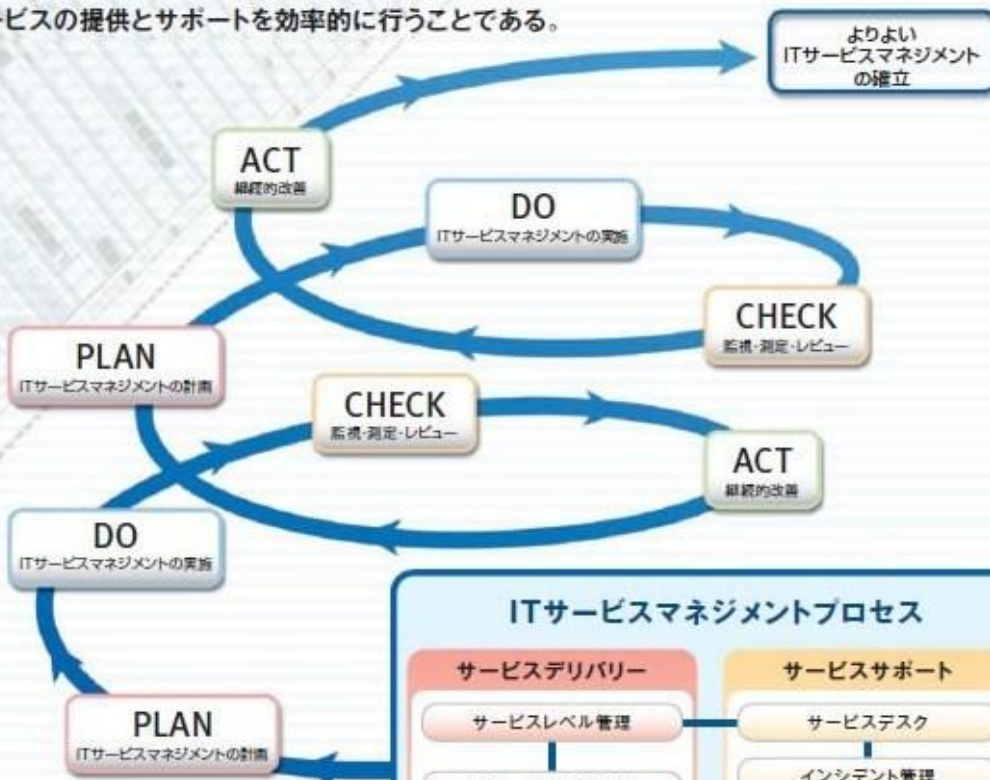 ービスの提供とサポートを効率的に行うことである。
よりよい
ITサービスマネジメント
の確立
ACT
継続的改善
DO
ITサービスマネジメントの実施
CHECK
監視・測定・レビュー
PLAN
ITサービスマネジメントの計画
CHECK
監視・測定・レビュー
ACT
継続的改善
DO
ITサービスマネジメントの実施
PLAN
ITサービスマネジメントの計画
ITサービスマネジメントプロセス
サービスデリバリー
サービスサポート
サービスレベル管理
サービスデスク
インシデント管理